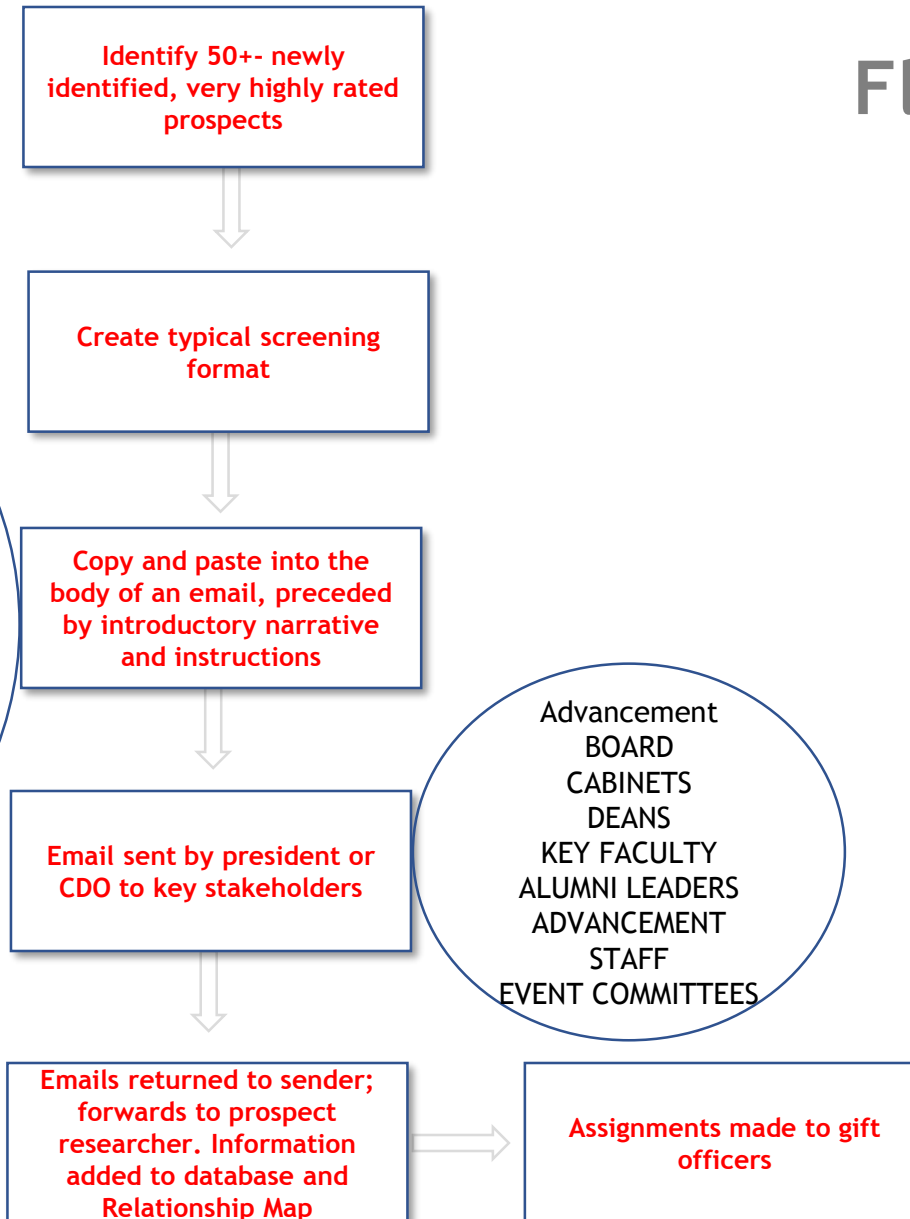 Fl
Identify 50+- newly
identified, very highly rated
prospects
Create typical screening
format
Copy and paste into the
body of an email, preceded
by introductory narrative
and instructions
Email sent by president or
CDO to key stakeholders
Advancement
BOARD
CABINETS
DEANS
KEY FACULTY
ALUMNI LEADERS
ADVANCEMENT
STAFF
EVENT COMMITTEES
Emails returned to sender;
forwards to prospect
researcher. Information
added to database and
Relationship Map
Assignments made to gift
officers